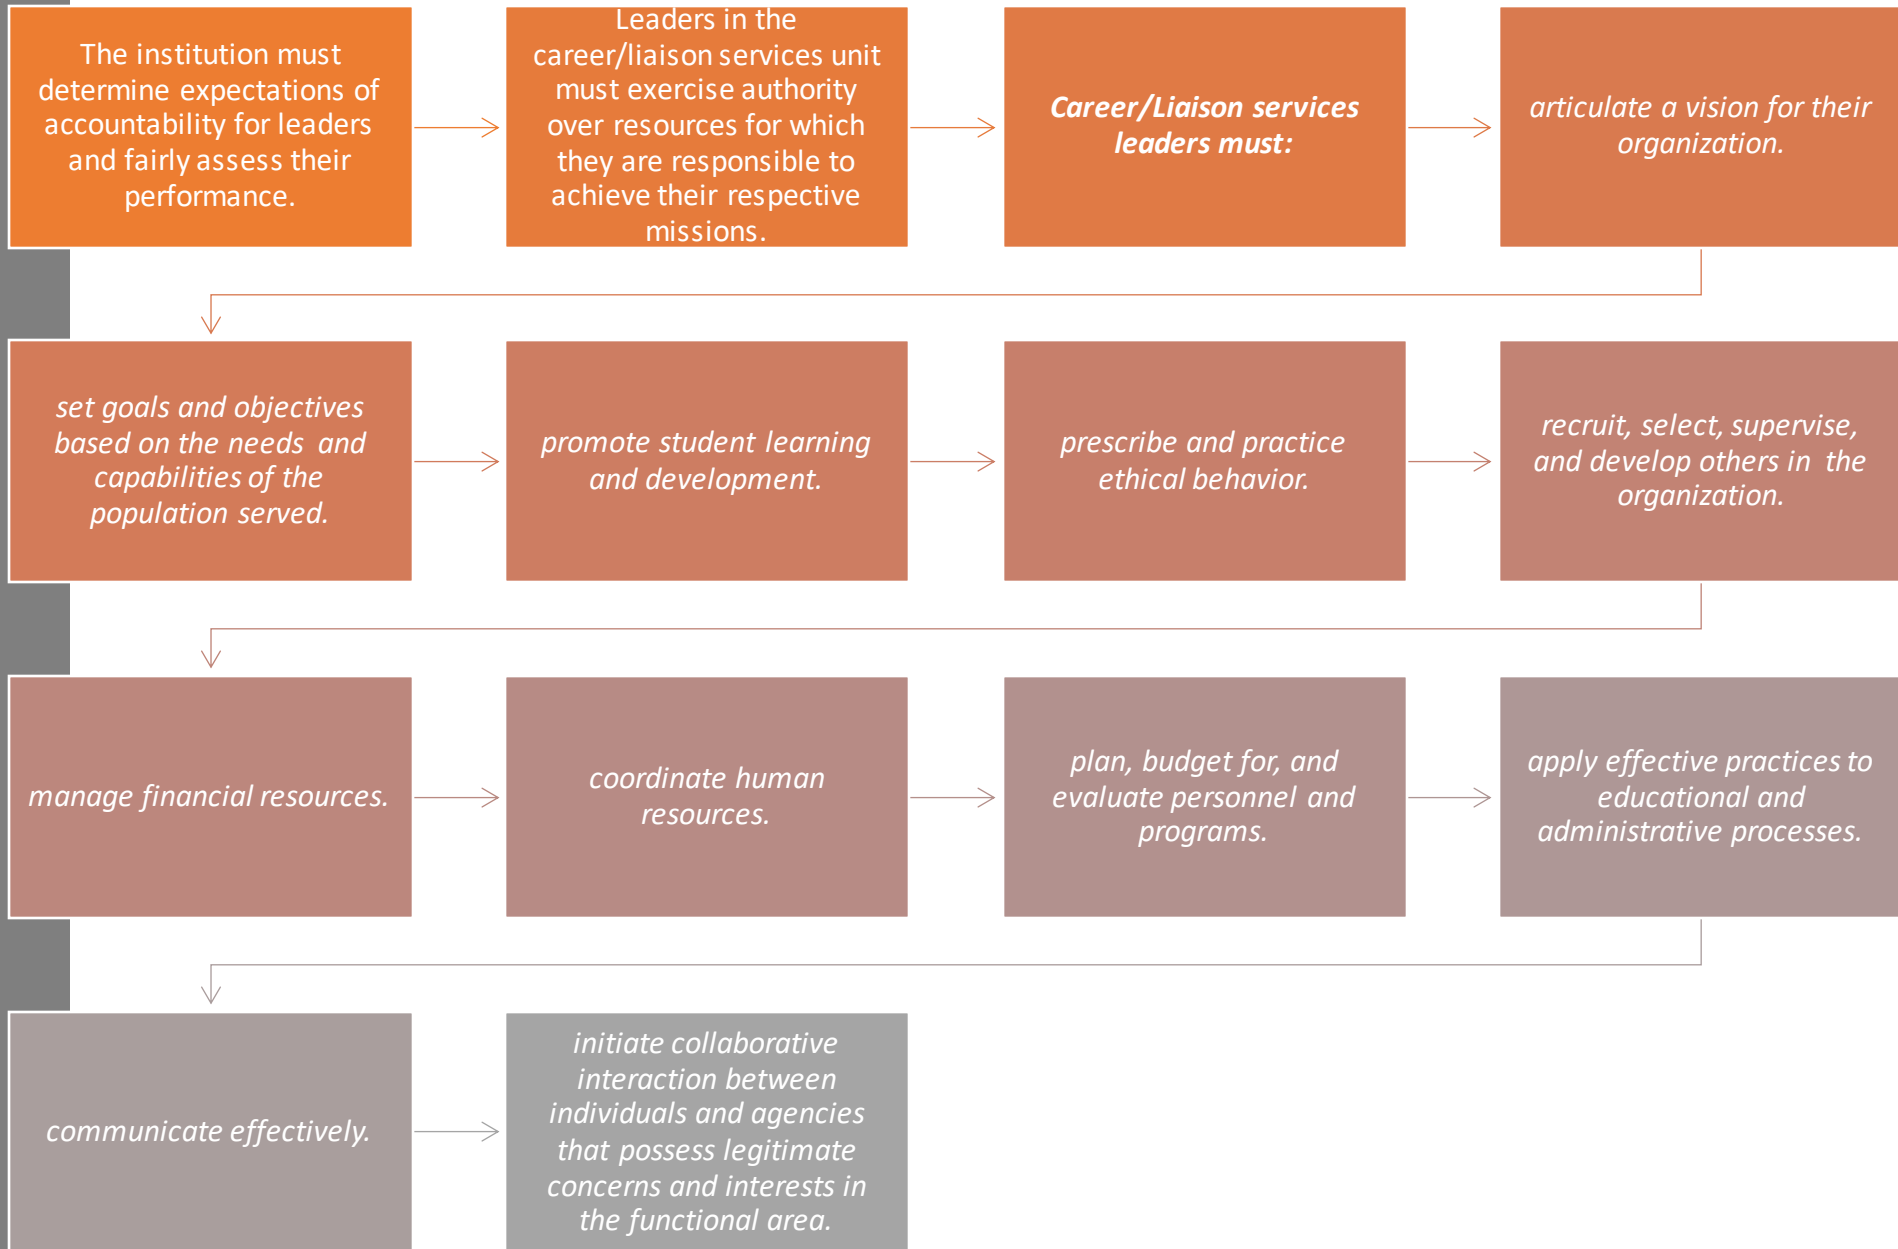 The institution must
determine expectations of
accountability for leaders
and fairly assess their
performance.
Leaders in the
career/liaison services unit
must exercise authority
over resources for which
they are responsible to
achieve their respective
missions.
Career/Liaison services
leaders must:
articulate a vision for their
organization.
set goals and objectives
based on the needs and
capabilities of the
population served.
promote student learning
and development.
prescribe and practice
ethical behavior.
recruit, select, supervise,
and develop others in the
organization.
manage financial resources.
coordinate human
resources.
plan, budget for, and
evaluate personnel and
programs.
apply effective practices to
educational and
administrative processes.
communicate effectively.
initiate collaborative
interaction between
individuals and agencies
that possess legitimate
concerns and interests in
the functional area.